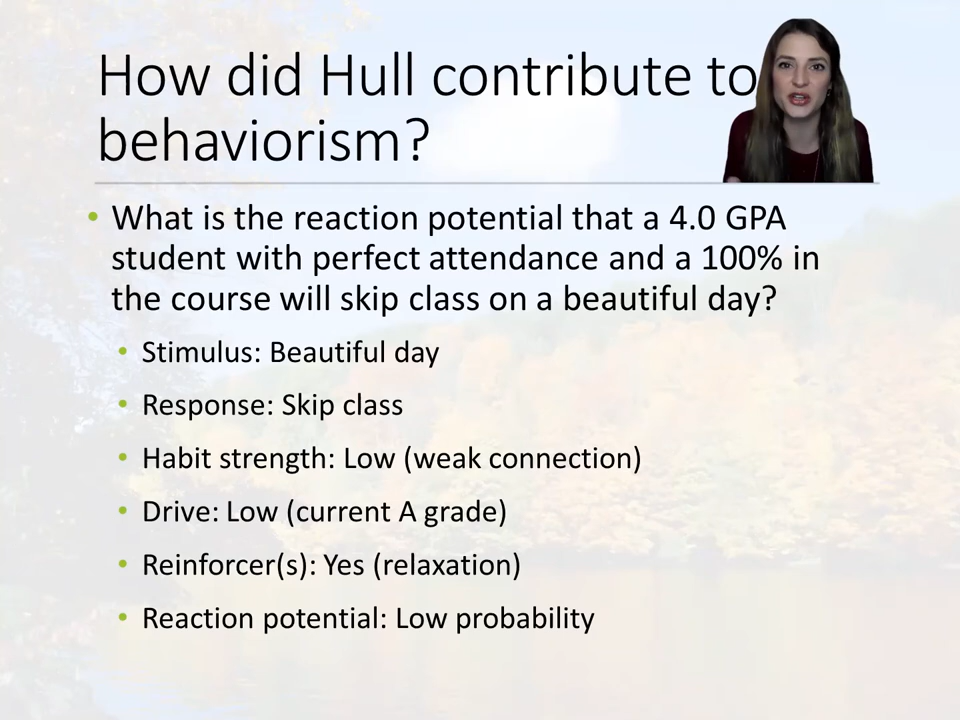 How did Hull contribute to
behaviorism?
• What is the reaction potential that a 4.0 GPA
student with perfect attendance and a 100% in
the course will skip class on a beautiful day?
• Stimulus: Beautiful day
• Response: Skip class
• Habit strength: Low (weak connection)
• Drive: Low (current A grade)
• Reinforcer(s): Yes (relaxation)
• Reaction potential: Low probability